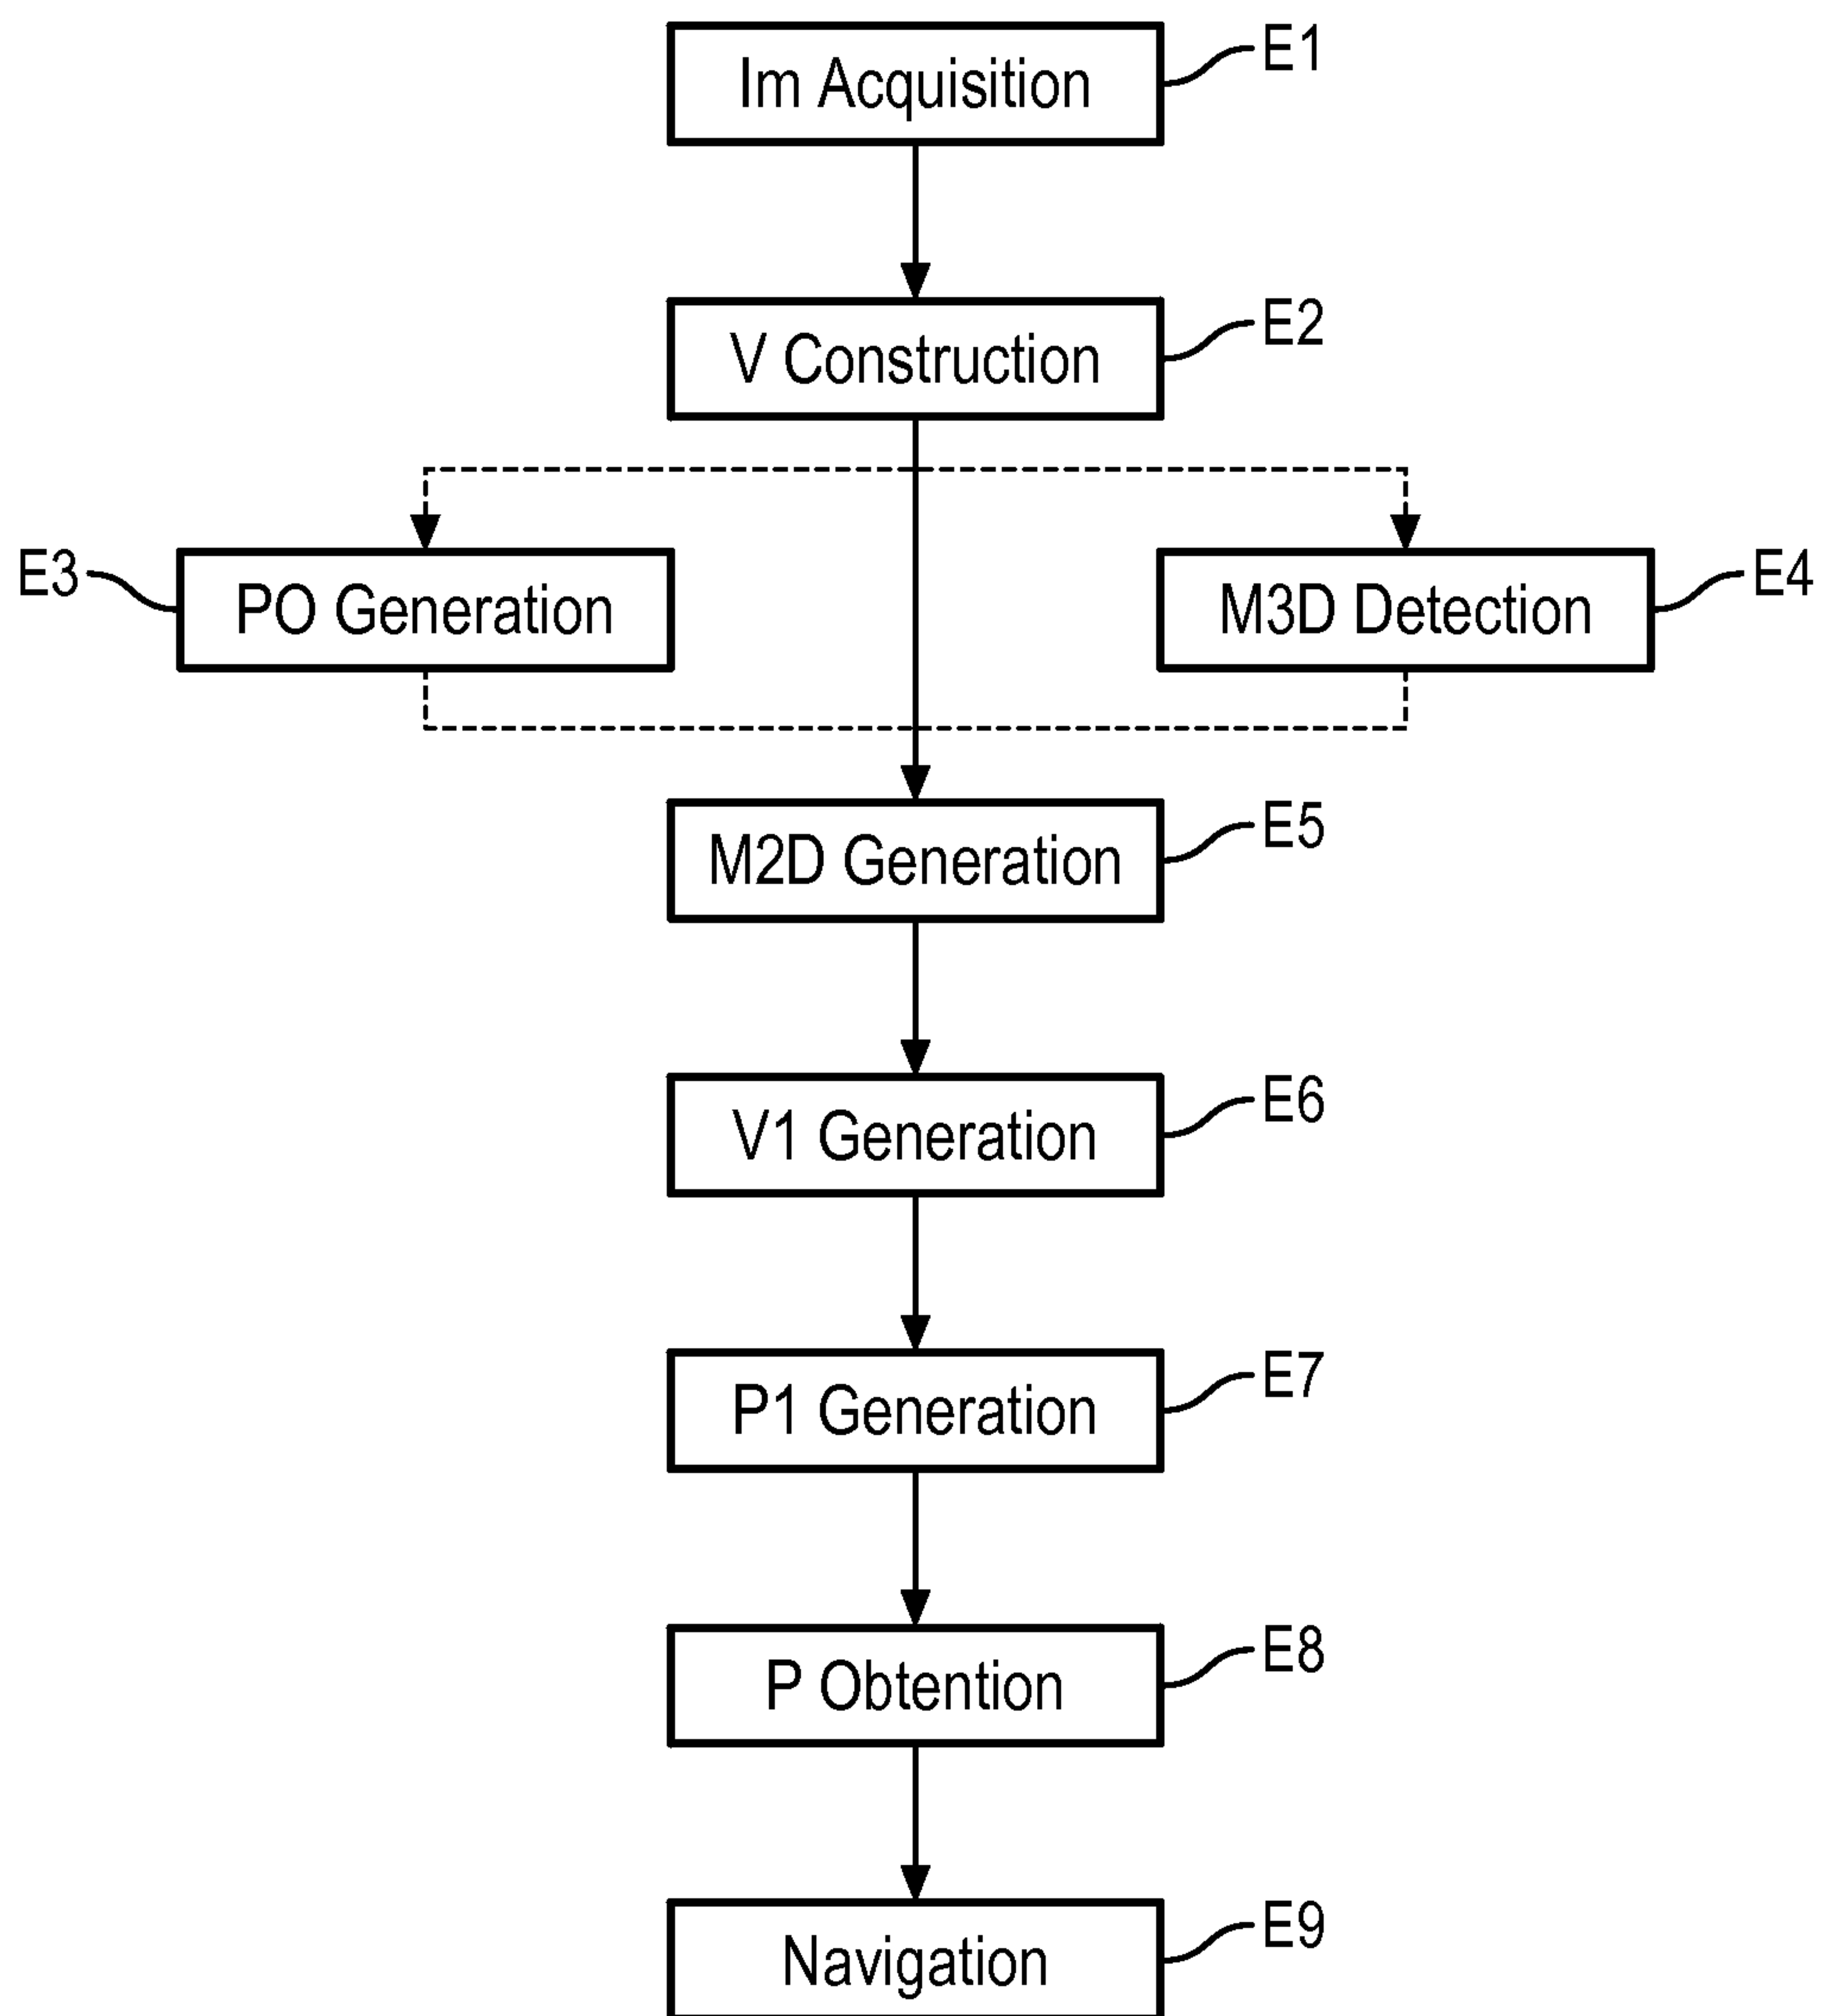 Im Acquisition
E1
V Construction
E2
E3
PO Generation
M3D Detection
E4
M2D Generation
E5
V1 Generation
E6
P1 Generation
E7
P Obtention
E8
Navigation
E9